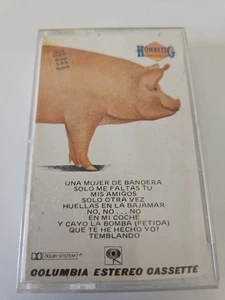 HOMBRES G
UNA MUJER DE BANDERA
SOLO ME FALTAS TU
MIS AMIGOS
SOLO OTRA VEZ
HUELLAS EN LA BAJAMAR
NO, NO... NO
EN MI COCHE
Y CAYO LA BOMBA (FETIDA)
QUE TE HE HECHO YO?
TEMBLANDO
DOLBY SYSTEM
COLUMBIA ESTEREO CASSETTE